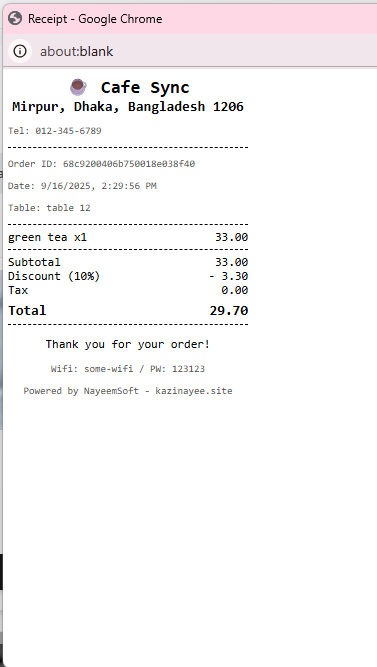 Receipt - Google Chrome
about:blank
Cafe Sync
Mirpur, Dhaka, Bangladesh 1206
Tel: 012-345-6789
Order ID: 68c9200406b750018e038f40
Date: 9/16/2025, 2:29:56 PM
Table: table 12
green tea x1 33.00
Subtotal 33.00
Discount (10%) - 3.30
Tax 0.00
Total 29.70
Thank you for your order!
Wifi: some-wifi / PW: 123123
Powered by NayeemSoft - kazinayee.site